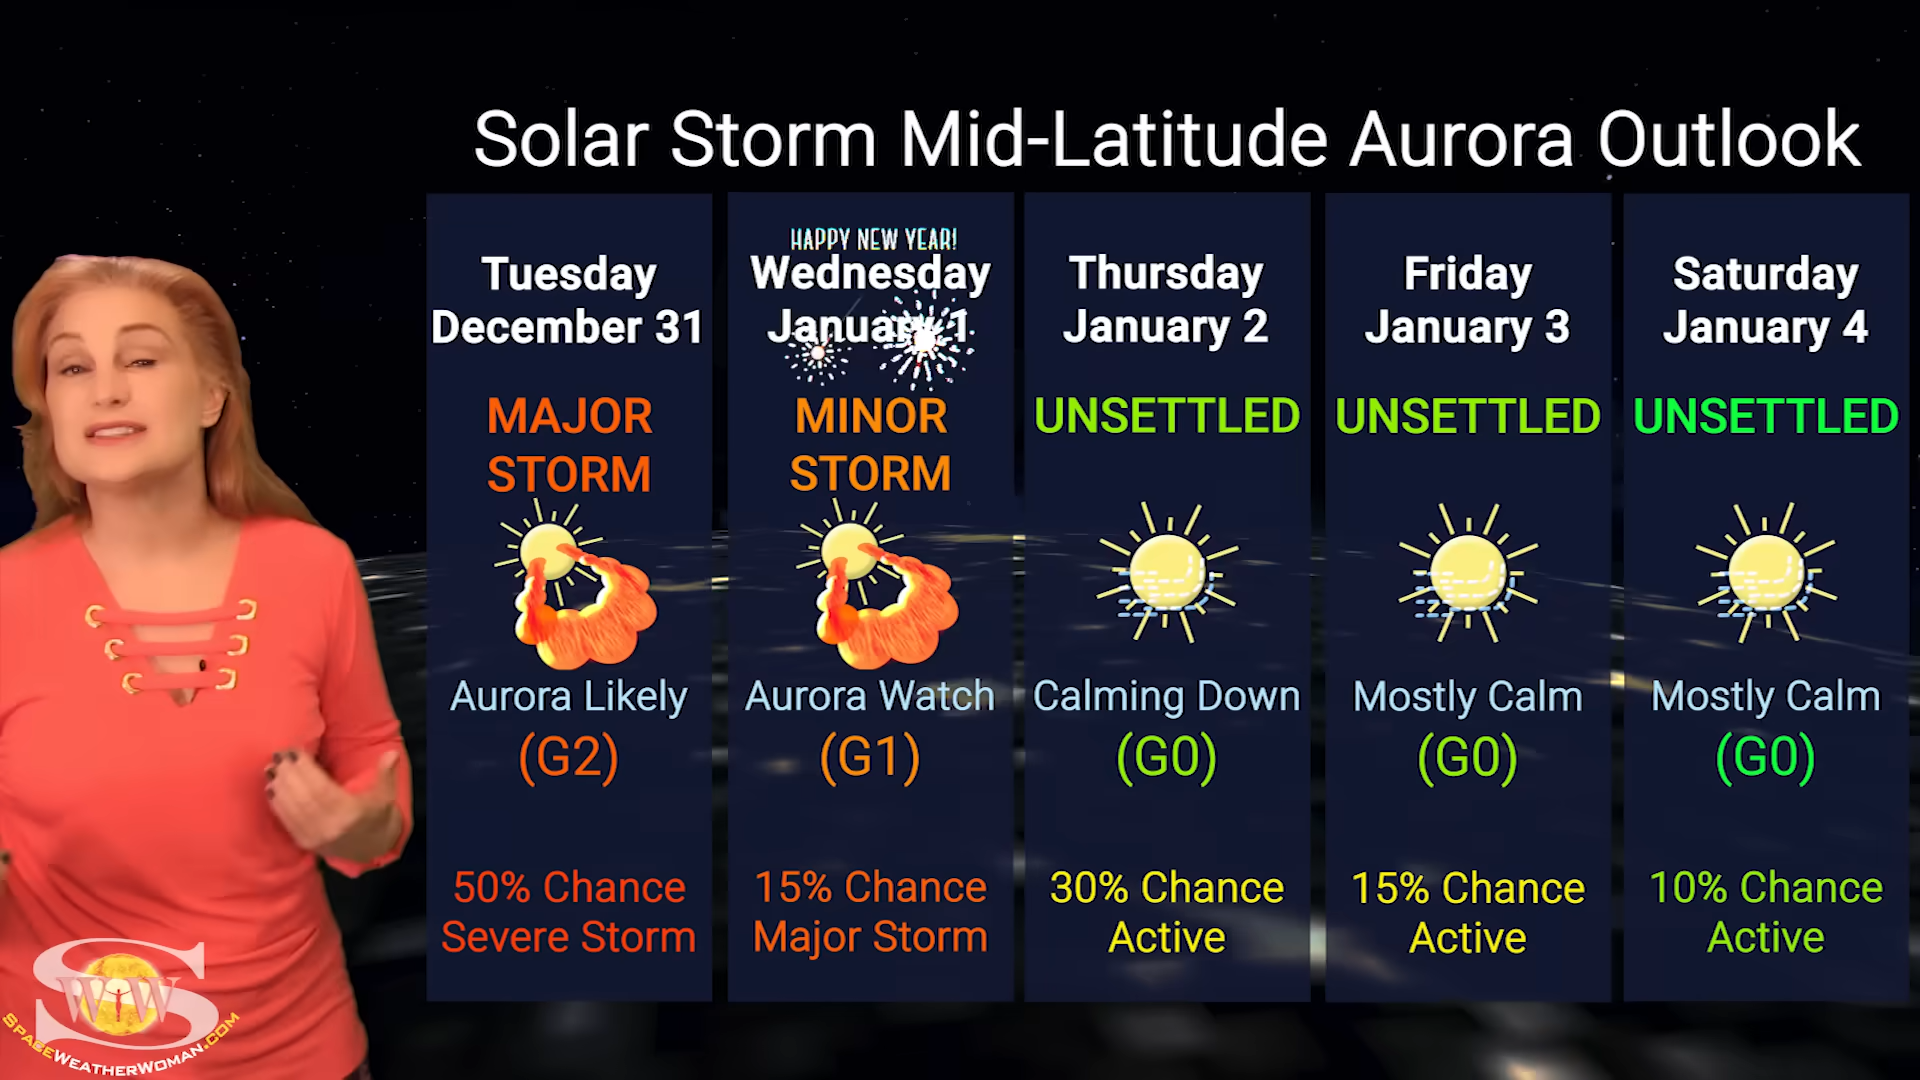 Solar Storm Mid-Latitude Aurora Outlook
Tuesday
December 31
MAJOR
STORM
Aurora Likely
(G2)
50% Chance
Severe Storm
HAPPY NEW YEAR!
Wednesday
January 1
MINOR
STORM
Aurora Watch
(G1)
15% Chance
Major Storm
Thursday
January 2
UNSETTLED
Calming Down
(G0)
30% Chance
Active
Friday
January 3
UNSETTLED
Mostly Calm
(G0)
15% Chance
Active
Saturday
January 4
UNSETTLED
Mostly Calm
(G0)
10% Chance
Active
S
WW
SPACEWEATHERWOMAN.COM